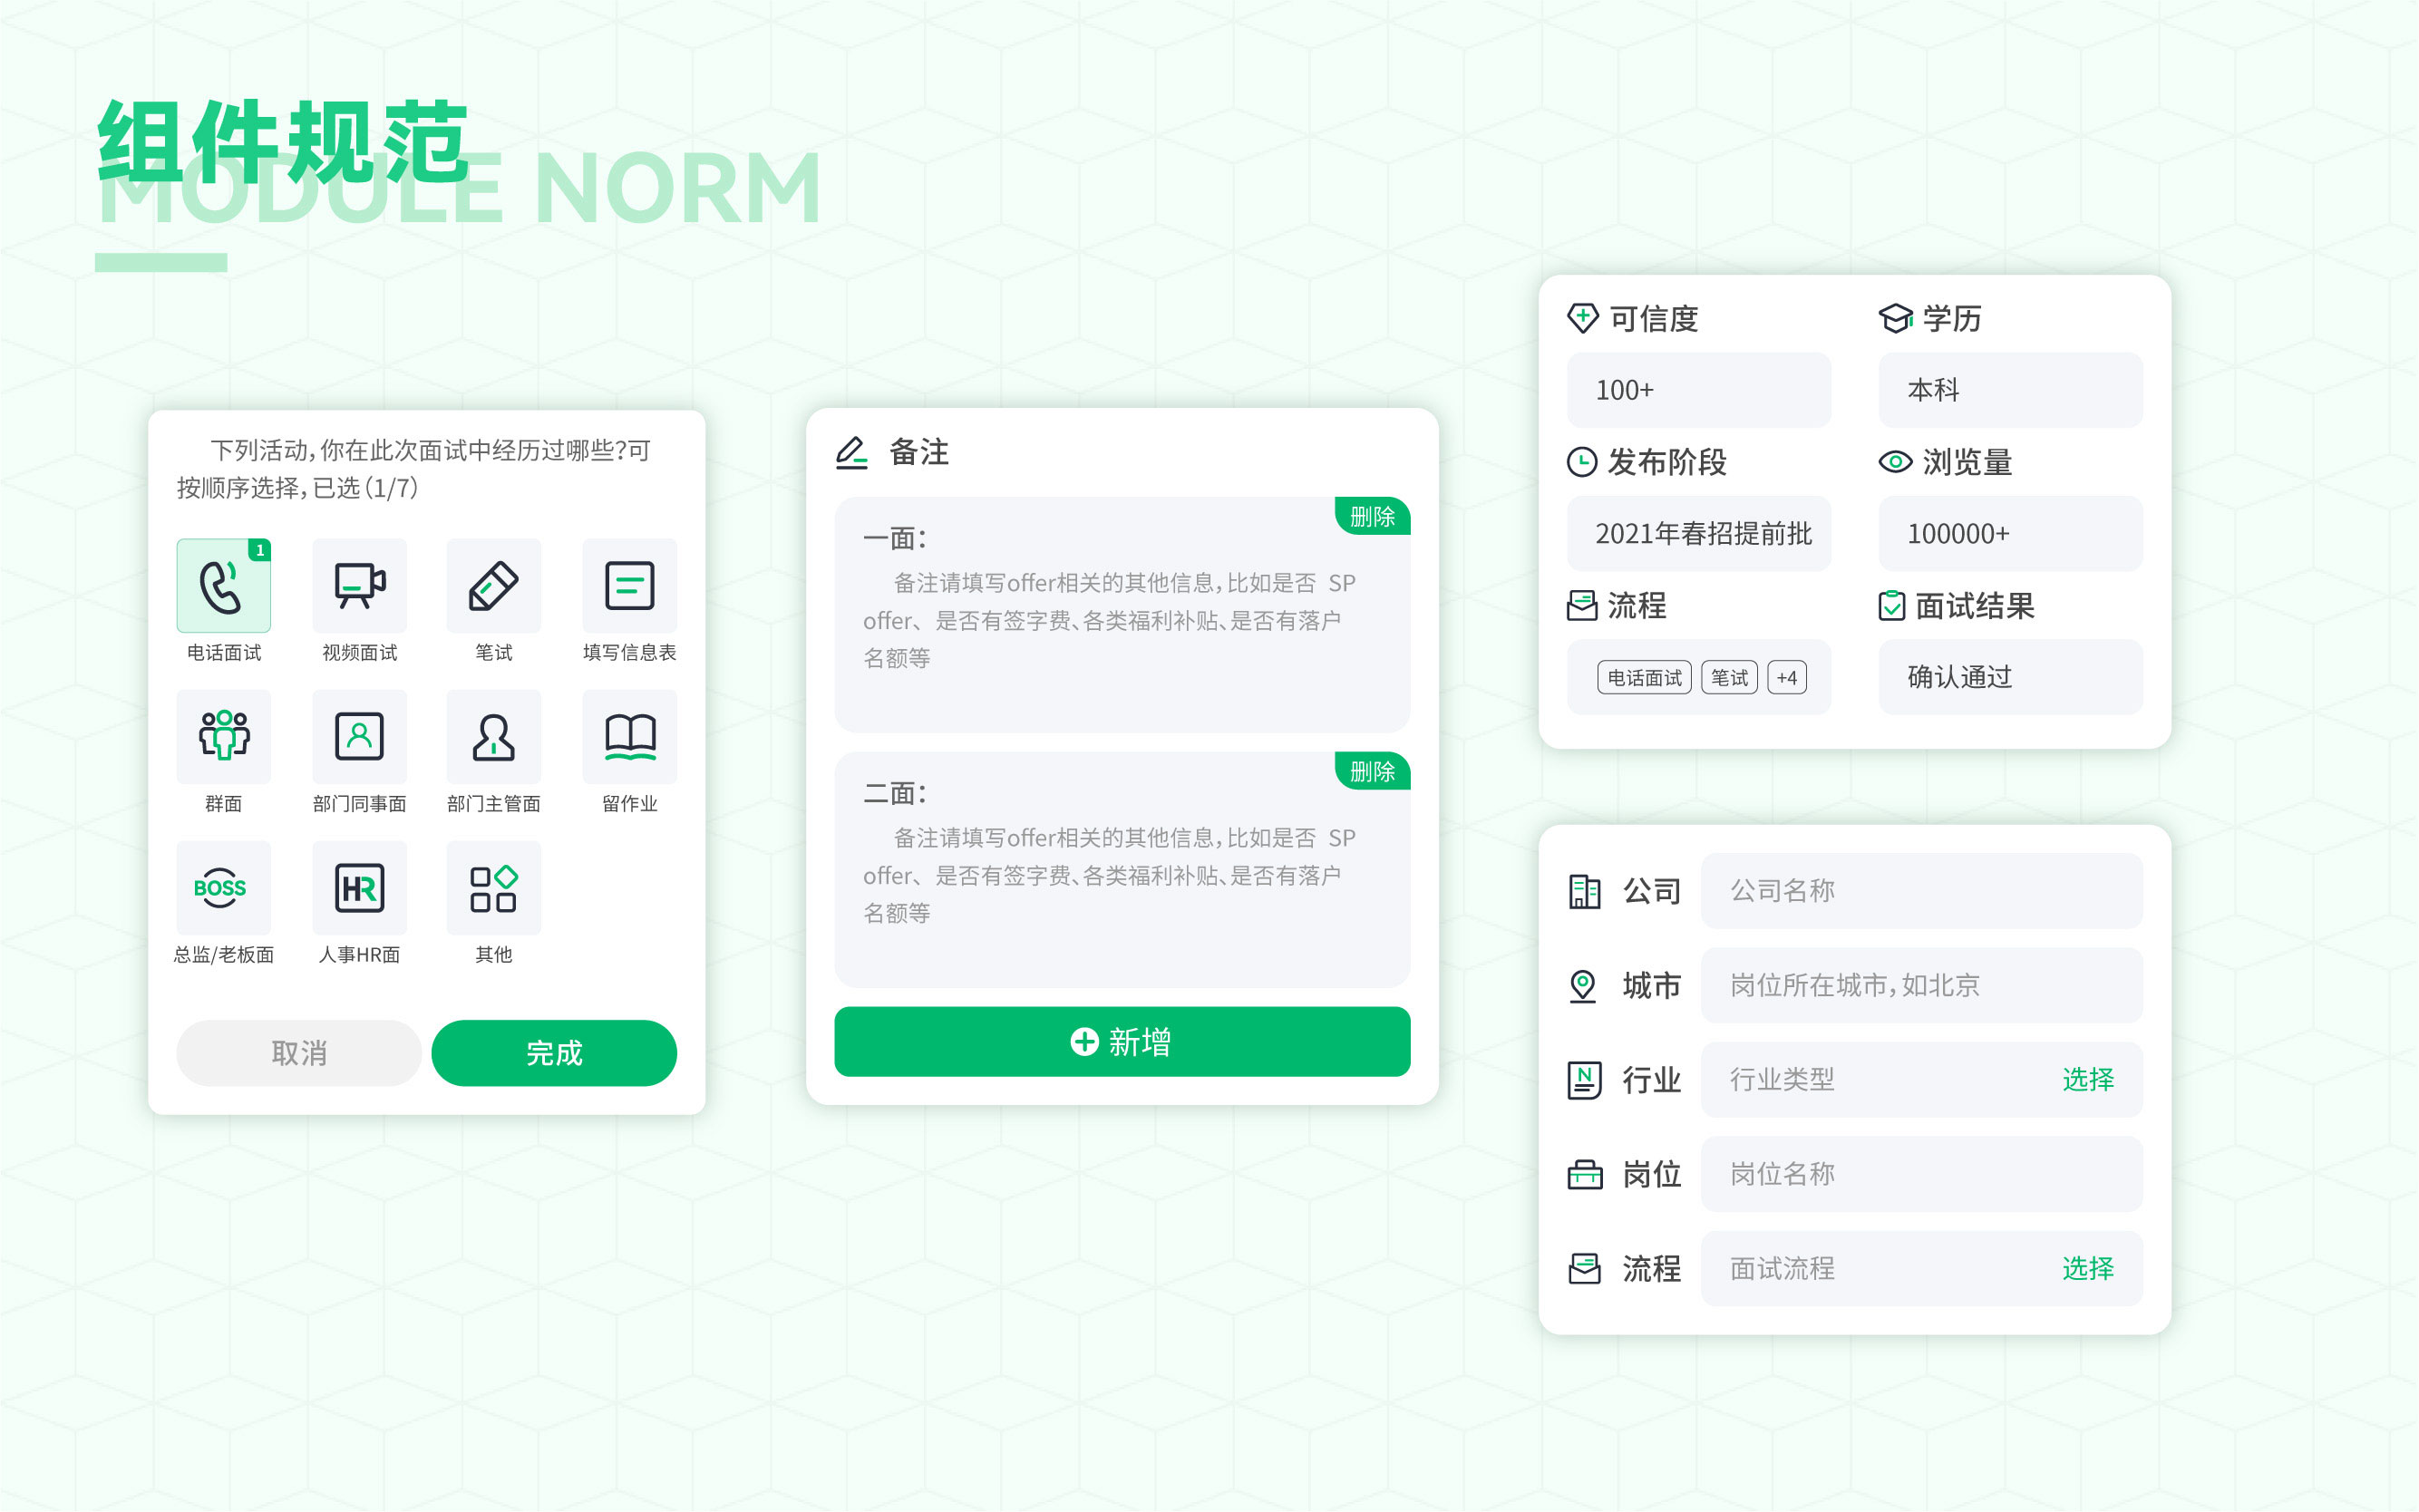 组件规范
MODULE NORM
下列活动，你在此次面试中经历过哪些？可
按顺序选择，已选（1/7）
1
电话面试
视频面试
笔试
填写信息表
群面
部门同事面
部门主管面
留作业
BOSS
HR
总监/老板面
人事HR面
其他
取消
完成
备注
删除
一面：
备注请填写offer相关的其他信息，比如是否 SP
offer、是否有签字费、各类福利补贴、是否有落户
名额等
删除
二面：
备注请填写offer相关的其他信息，比如是否 SP
offer、是否有签字费、各类福利补贴、是否有落户
名额等
新增
可信度
学历
100+
本科
发布阶段
浏览量
2021年春招提前批
100000+
流程
面试结果
电话面试 笔试 +4
确认通过
公司
公司名称
城市
岗位所在城市，如北京
N
行业
行业类型
选择
岗位
岗位名称
流程
面试流程
选择